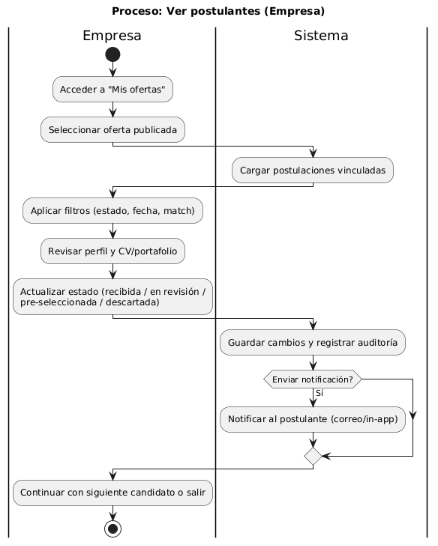 Proceso: Ver postulantes (Empresa)
Empresa
Sistema
Acceder a "Mis ofertas"
Seleccionar oferta publicada
Cargar postulaciones vinculadas
Aplicar filtros (estado, fecha, match)
Revisar perfil y CV/portafolio
Actualizar estado (recibida / en revisión /
pre-seleccionada / descartada)
Guardar cambios y registrar auditoría
Enviar notificación?
Sí
Notificar al postulante (correo/in-app)
Continuar con siguiente candidato o salir